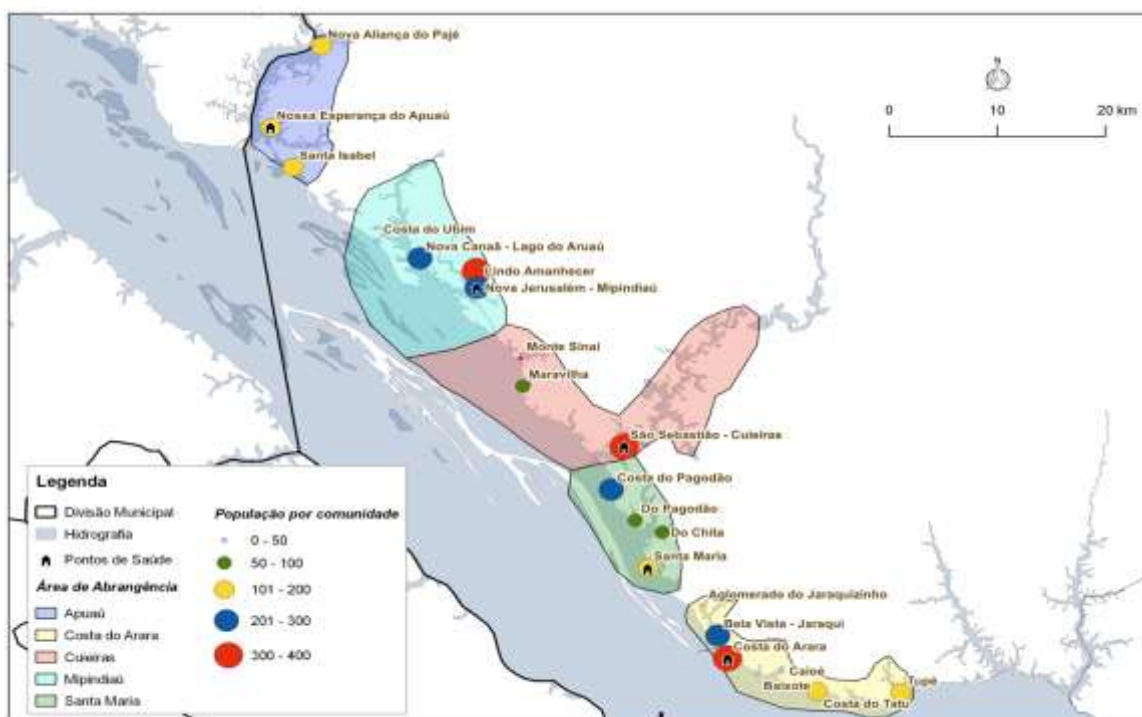 Nova Aliança do Pajé
N
0 10 20 km
Nossa Esperança do Apuaú
Santa Isabel
Costa do Ubim
Nova Canaã - Lago do Aruaú
Lindo Amanhecer
Nova Jerusalém - Mipindiaú
Monte Sinai
Maravilha
São Sebastião - Cuieiras
Costa do Pagodão
Do Pagodão
Do Chita
Santa Maria
Aglomerado do Jaraquizinho
Bela Vista - Jaraqui
Costa do Arara
Caioé
Baixote
Tupé
Costa do Tatu
Legenda
Divisão Municipal
Hidrografia
Pontos de Saúde
Área de Abrangência
Apuaú
Costa do Arara
Cuieiras
Mipindiaú
Santa Maria
População por comunidade
0 - 50
50 - 100
101 - 200
201 - 300
300 - 400